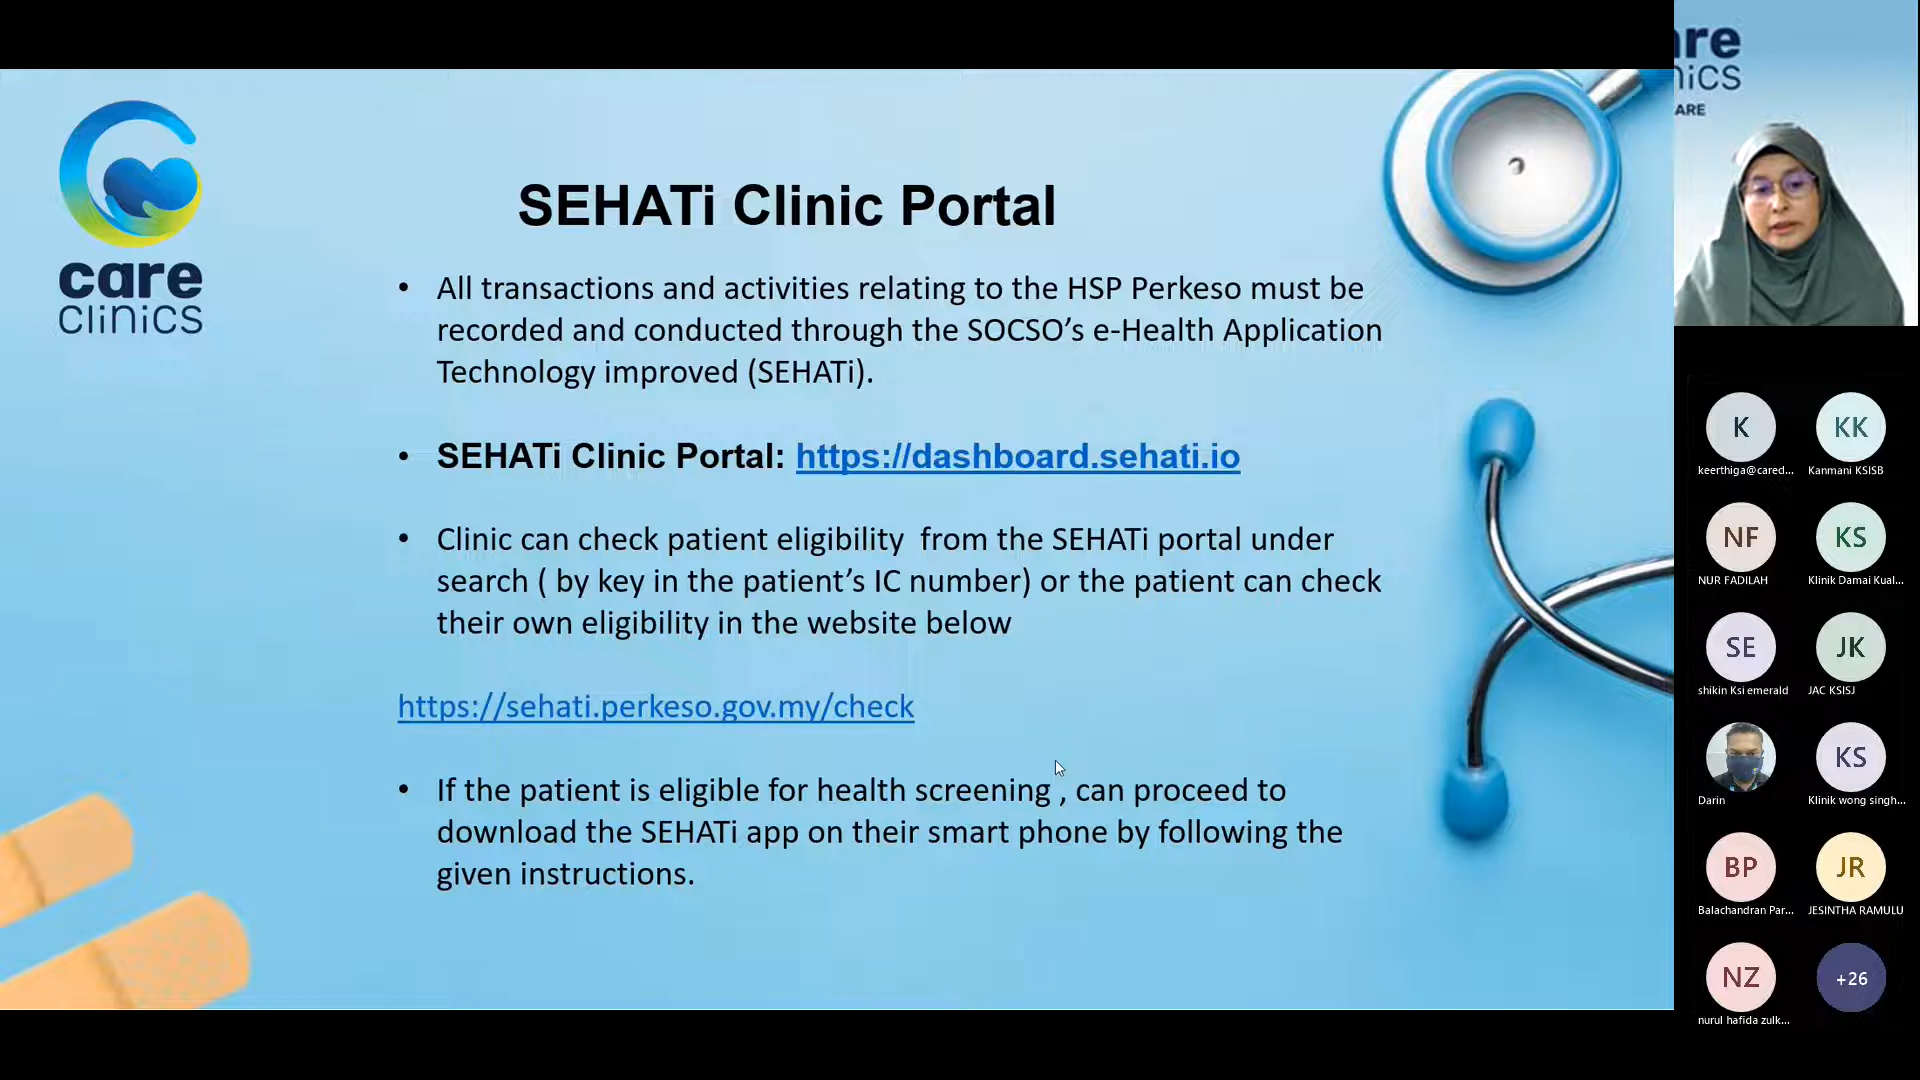 care
clinics
SEHATi Clinic Portal
• All transactions and activities relating to the HSP Perkeso must be
recorded and conducted through the SOCSO’s e-Health Application
Technology improved (SEHATi).
• SEHATi Clinic Portal: https://dashboard.sehati.io
• Clinic can check patient eligibility  from the SEHATi portal under
search ( by key in the patient’s IC number) or the patient can check
their own eligibility in the website below
https://sehati.perkeso.gov.my/check
• If the patient is eligible for health screening , can proceed to
download the SEHATi app on their smart phone by following the
given instructions.
are
nics
ARE
K
keerthiga@cared...
KK
Kanmani KSISB
NF
NUR FADILAH
KS
Klinik Damai Kual...
SE
shikin Ksi emerald
JK
JAC KSISJ
Darin
KS
Klinik wong singh...
BP
Balachandran Par...
JR
JESINTHA RAMULU
NZ
nurul hafida zulk...
+26